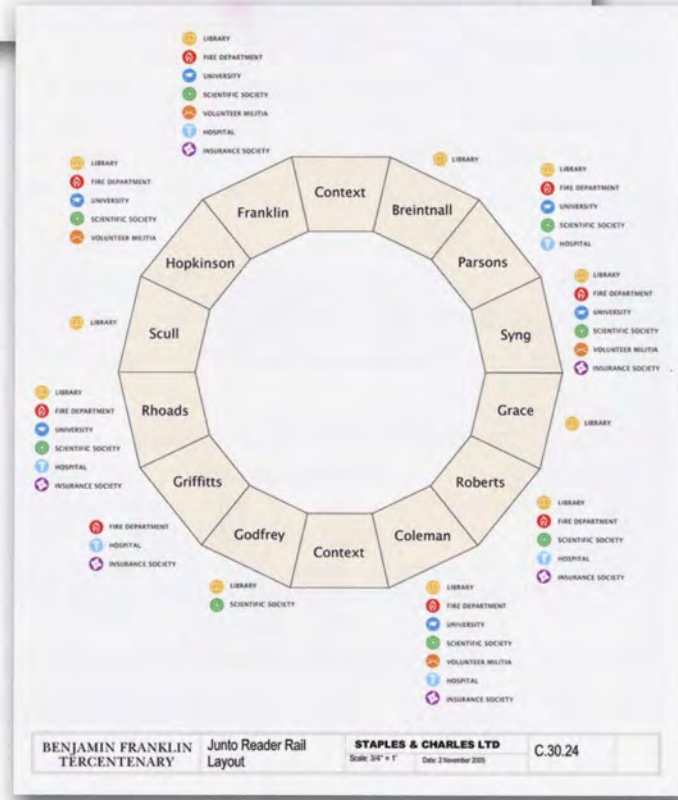 LIBRARY
FIRE DEPARTMENT
UNIVERSITY
SCIENTIFIC SOCIETY
VOLUNTEER MILITIA
HOSPITAL
INSURANCE SOCIETY
Franklin
Context
LIBRARY
Breintnall
LIBRARY
FIRE DEPARTMENT
UNIVERSITY
SCIENTIFIC SOCIETY
HOSPITAL
Parsons
LIBRARY
FIRE DEPARTMENT
UNIVERSITY
SCIENTIFIC SOCIETY
VOLUNTEER MILITIA
INSURANCE SOCIETY
Syng
LIBRARY
Grace
LIBRARY
FIRE DEPARTMENT
SCIENTIFIC SOCIETY
HOSPITAL
INSURANCE SOCIETY
Roberts
LIBRARY
FIRE DEPARTMENT
UNIVERSITY
SCIENTIFIC SOCIETY
VOLUNTEER MILITIA
HOSPITAL
INSURANCE SOCIETY
Coleman
Context
Godfrey
LIBRARY
SCIENTIFIC SOCIETY
Griffitts
FIRE DEPARTMENT
HOSPITAL
INSURANCE SOCIETY
Rhoads
LIBRARY
FIRE DEPARTMENT
UNIVERSITY
SCIENTIFIC SOCIETY
HOSPITAL
INSURANCE SOCIETY
Scull
LIBRARY
Hopkinson
LIBRARY
FIRE DEPARTMENT
UNIVERSITY
SCIENTIFIC SOCIETY
VOLUNTEER MILITIA
BENJAMIN FRANKLIN
TERCENTENARY
Junto Reader Rail
Layout
STAPLES & CHARLES LTD
Scale: 3/4" = 1'
Date: 2 November 2005
C.30.24